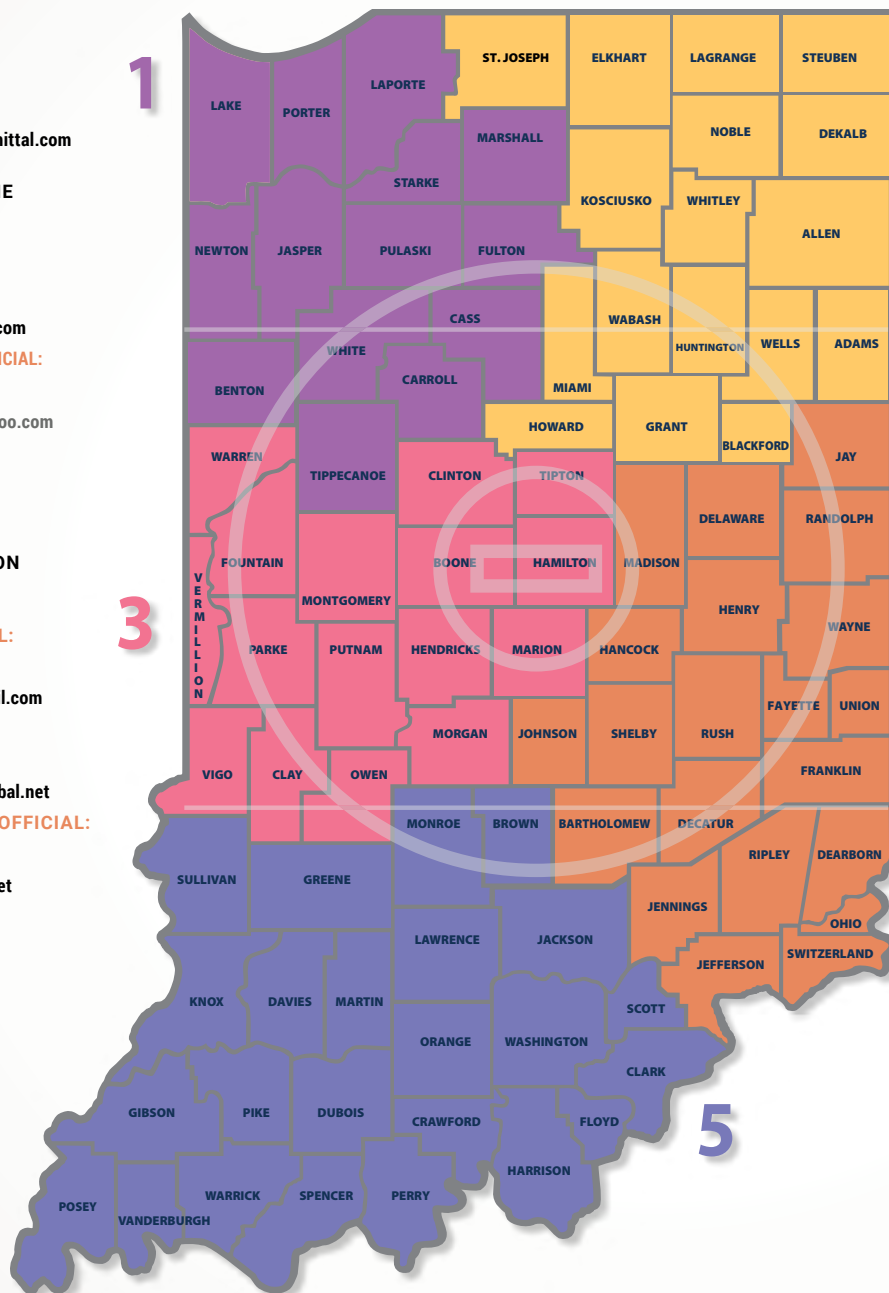 1
nittal.com
IE
com
ICIAL:
oo.com
ON
3
L:
il.com
bal.net
OFFICIAL:
et
ST. JOSEPH
ELKHART
LAGRANGE
STEUBEN
LAKE
PORTER
LAPORTE
NOBLE
DEKALB
MARSHALL
STARKE
KOSCIUSKO
WHITLEY
ALLEN
NEWTON
JASPER
PULASKI
FULTON
CASS
WABASH
HUNTINGTON
WELLS
ADAMS
WHITE
BENTON
CARROLL
MIAMI
HOWARD
GRANT
BLACKFORD
JAY
WARREN
TIPPECANOE
CLINTON
TIPTON
DELAWARE
RANDOLPH
FOUNTAIN
BOONE
HAMILTON
MADISON
VERMILLION
MONTGOMERY
HENRY
WAYNE
PARKE
PUTNAM
HENDRICKS
MARION
HANCOCK
FAYETTE
UNION
MORGAN
JOHNSON
SHELBY
RUSH
VIGO
CLAY
OWEN
FRANKLIN
MONROE
BROWN
BARTHOLOMEW
DECATUR
RIPLEY
DEARBORN
SULLIVAN
GREENE
JENNINGS
OHIO
LAWRENCE
JACKSON
JEFFERSON
SWITZERLAND
KNOX
DAVIES
MARTIN
SCOTT
ORANGE
WASHINGTON
CLARK
GIBSON
PIKE
DUBOIS
CRAWFORD
FLOYD
5
HARRISON
POSEY
VANDERBURGH
WARRICK
SPENCER
PERRY